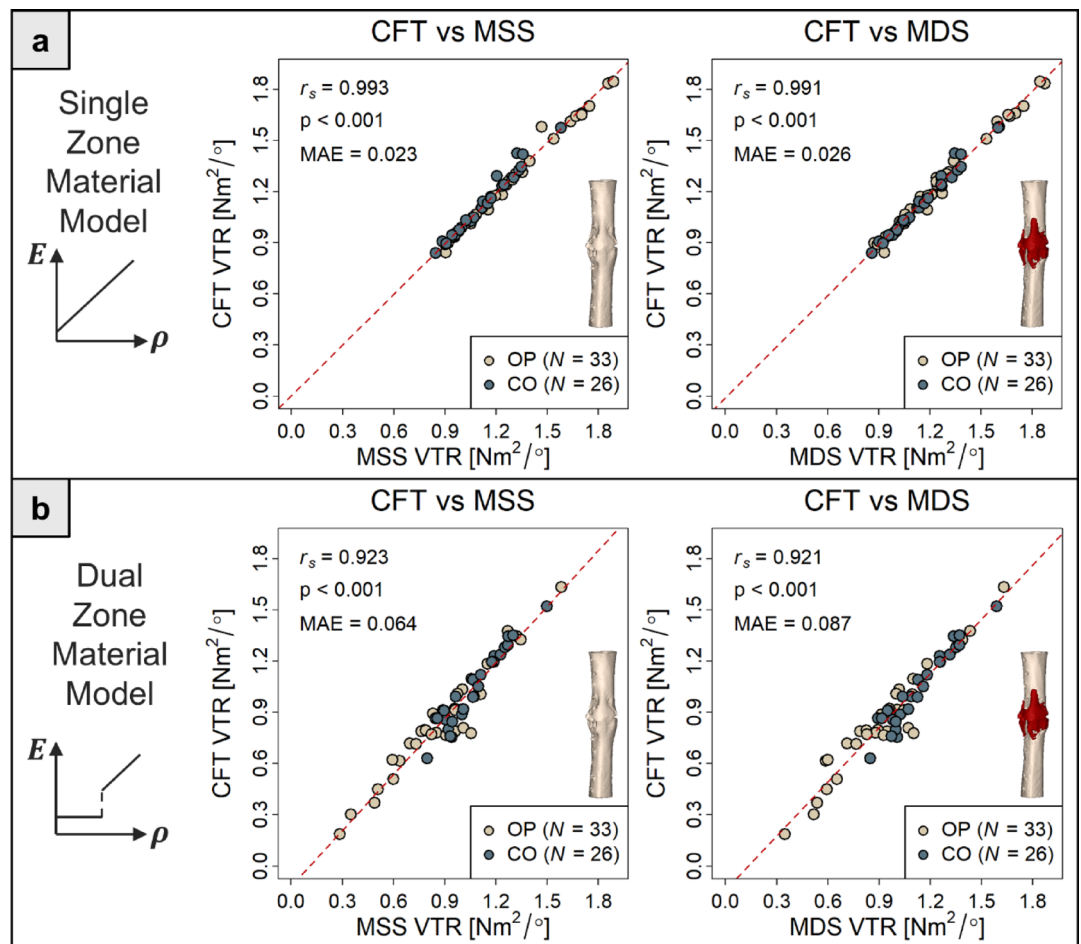 a
Single
Zone
Material
Model
E
ρ
CFT vs MSS
rs = 0.993
p < 0.001
MAE = 0.023
CFT VTR [Nm²/°]
1.8
1.5
1.2
0.9
0.6
0.3
0.0
OP (N = 33)
CO (N = 26)
0.0 0.3 0.6 0.9 1.2 1.5 1.8
MSS VTR [Nm²/°]
CFT vs MDS
rs = 0.991
p < 0.001
MAE = 0.026
CFT VTR [Nm²/°]
1.8
1.5
1.2
0.9
0.6
0.3
0.0
OP (N = 33)
CO (N = 26)
0.0 0.3 0.6 0.9 1.2 1.5 1.8
MDS VTR [Nm²/°]
b
Dual
Zone
Material
Model
E
ρ
CFT vs MSS
rs = 0.923
p < 0.001
MAE = 0.064
CFT VTR [Nm²/°]
1.8
1.5
1.2
0.9
0.6
0.3
0.0
OP (N = 33)
CO (N = 26)
0.0 0.3 0.6 0.9 1.2 1.5 1.8
MSS VTR [Nm²/°]
CFT vs MDS
rs = 0.921
p < 0.001
MAE = 0.087
CFT VTR [Nm²/°]
1.8
1.5
1.2
0.9
0.6
0.3
0.0
OP (N = 33)
CO (N = 26)
0.0 0.3 0.6 0.9 1.2 1.5 1.8
MDS VTR [Nm²/°]